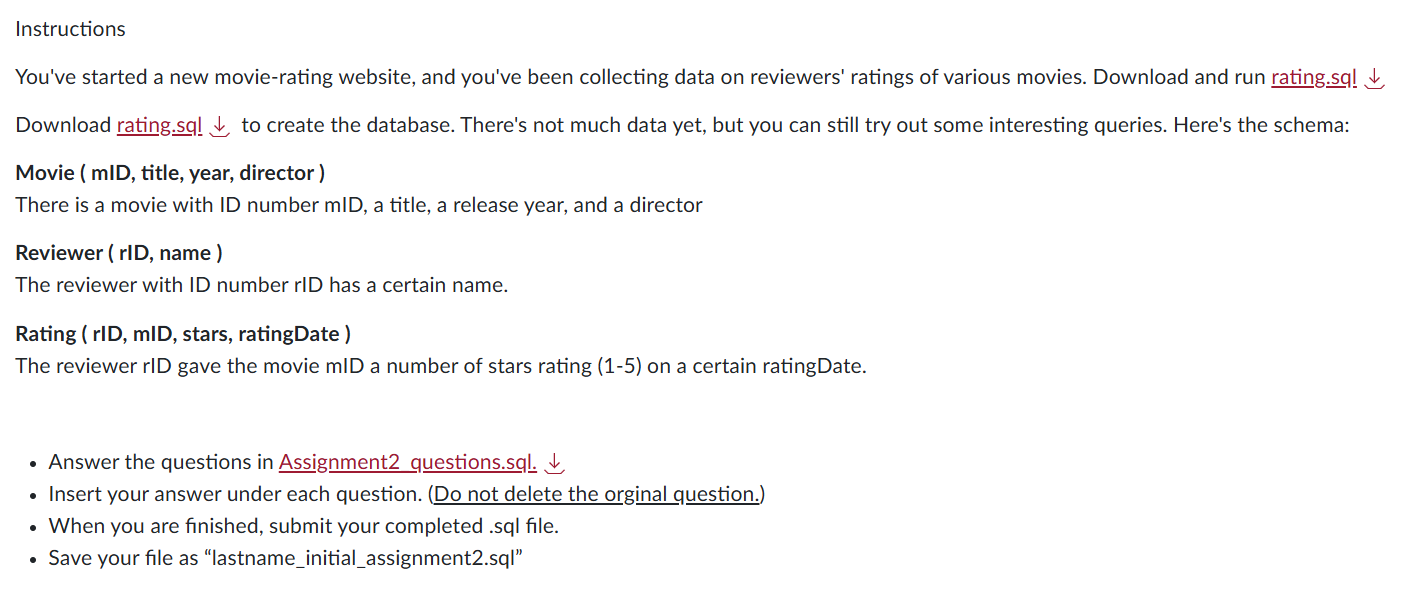 Instructions
You've started a new movie-rating website, and you've been collecting data on reviewers' ratings of various movies. Download and run rating.sql
Download rating.sql to create the database. There's not much data yet, but you can still try out some interesting queries. Here's the schema:
Movie ( mID, title, year, director )
There is a movie with ID number mID, a title, a release year, and a director
Reviewer ( rID, name )
The reviewer with ID number rID has a certain name.
Rating ( rID, mID, stars, ratingDate )
The reviewer rID gave the movie mID a number of stars rating (1-5) on a certain ratingDate.
• Answer the questions in Assignment2_questions.sql.
• Insert your answer under each question. (Do not delete the orginal question.)
• When you are finished, submit your completed .sql file.
• Save your file as “lastname_initial_assignment2.sql”